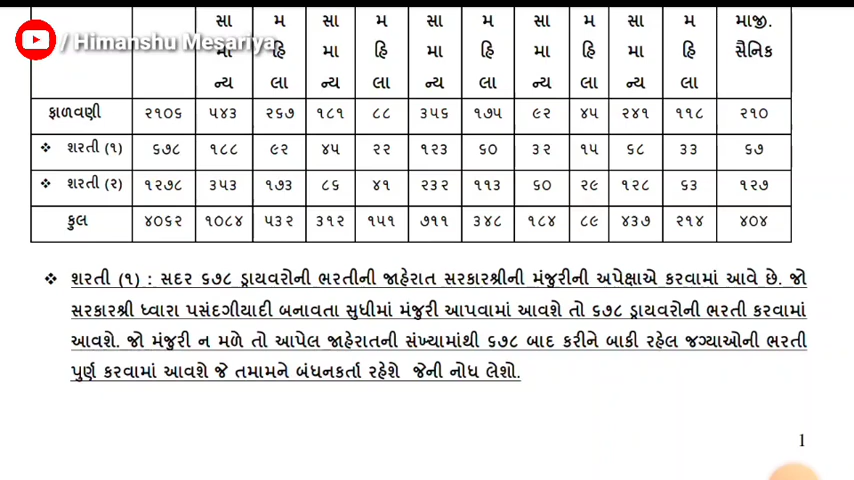 / Himanshu Mesariya
સા મ સા મ સા મ સા મ સા મ માજી.
મા હિ મા હિ મા હિ મા હિ મા હિ સૈનિક
ન્ય લા ન્ય લા ન્ય લા ન્ય લા ન્ય લા
ફાળવણી ૨૧૦૬ ૫૪૩ ૨૬૭ ૧૮૧ ૮૮ ૩૫૬ ૧૭૫ ૯૨ ૪૫ ૨૪૧ ૧૧૮ ૨૧૦
❖ શરતી (૧) ૬૭૮ ૧૮૮ ૯૨ ૪૫ ૨૨ ૧૨૩ ૬૦ ૩૨ ૧૫ ૬૮ ૩૩ ૬૭
❖ શરતી (૨) ૧૨૭૮ ૩૫૩ ૧૭૩ ૮૬ ૪૧ ૨૩૨ ૧૧૩ ૬૦ ૨૯ ૧૨૮ ૬૩ ૧૨૭
કુલ ૪૦૬૨ ૧૦૮૪ ૫૩૨ ૩૧૨ ૧૫૧ ૭૧૧ ૩૪૮ ૧૮૪ ૮૯ ૪૩૭ ૨૧૪ ૪૦૪
❖ શરતી (૧) : સદર ૬૭૮ ડ્રાયવરોની ભરતીની જાહેરાત સરકારશ્રીની મંજુરીની અપેક્ષાએ કરવામાં આવે છે. જો
સરકારશ્રી ધ્વારા પસંદગીયાદી બનાવતા સુધીમાં મંજુરી આપવામાં આવશે તો ૬૭૮ ડ્રાયવરોની ભરતી કરવામાં
આવશે. જો મંજુરી ન મળે તો આપેલ જાહેરાતની સંખ્યામાંથી ૬૭૮ બાદ કરીને બાકી રહેલ જગ્યાઓની ભરતી
પુર્ણ કરવામાં આવશે જે તમામને બંધનકર્તા રહેશે જેની નોધ લેશો.
1